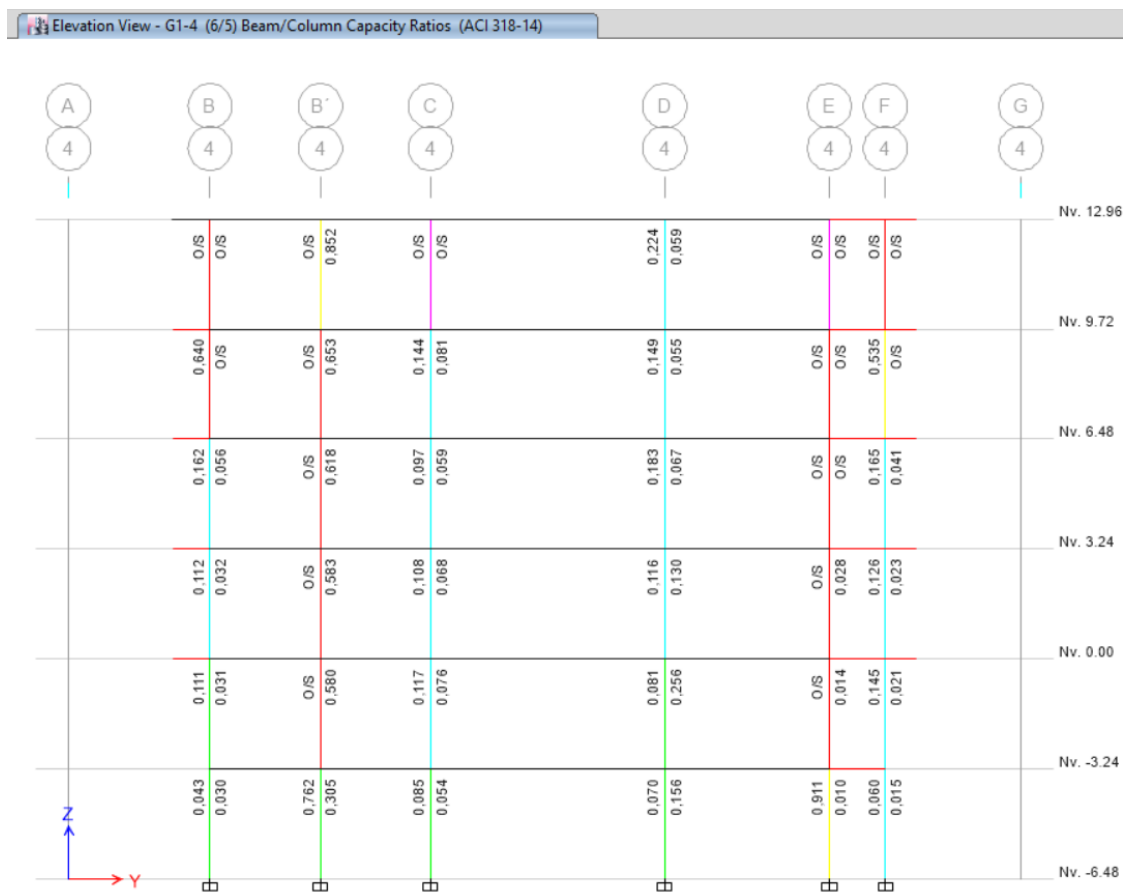 Elevation View - G1-4 (6/5) Beam/Column Capacity Ratios (ACI 318-14)
A B B´ C D E F G
4 4 4 4 4 4 4 4
Nv. 12.96
O/S O/S O/S 0,852 O/S O/S 0,224 0,059 O/S O/S O/S O/S
Nv. 9.72
0,640 O/S O/S 0,653 0,144 0,081 0,149 0,055 O/S O/S 0,535 O/S
Nv. 6.48
0,162 0,056 O/S 0,618 0,097 0,059 0,183 0,067 O/S O/S 0,165 0,041
Nv. 3.24
0,112 0,032 O/S 0,583 0,108 0,068 0,116 0,130 O/S 0,028 0,126 0,023
Nv. 0.00
0,111 0,031 O/S 0,580 0,117 0,076 0,081 0,256 O/S 0,014 0,145 0,021
Nv. -3.24
0,043 0,030 0,762 0,305 0,085 0,054 0,070 0,156 0,911 0,010 0,060 0,015
Z
Y
Nv. -6.48